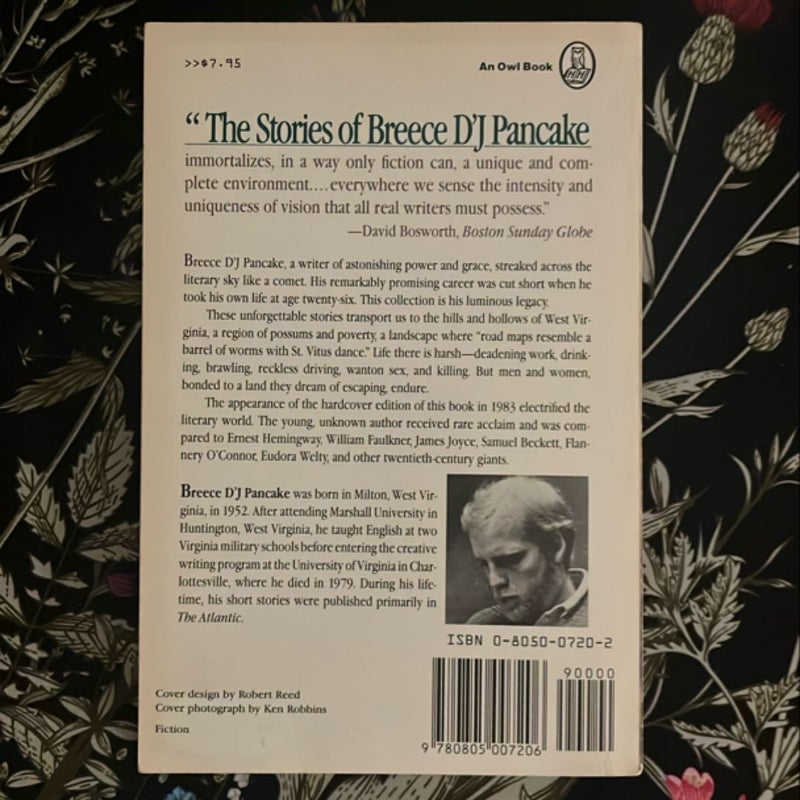 >>$7.95
An Owl Book
“The Stories of Breece D’J Pancake
immortalizes, in a way only fiction can, a unique and com-
plete environment....everywhere we sense the intensity and
uniqueness of vision that all real writers must possess.”
—David Bosworth, Boston Sunday Globe
Breece D’J Pancake, a writer of astonishing power and grace, streaked across the
literary sky like a comet. His remarkably promising career was cut short when he
took his own life at age twenty-six. This collection is his luminous legacy.
These unforgettable stories transport us to the hills and hollows of West Vir-
ginia, a region of possums and poverty, a landscape where “road maps resemble a
barrel of worms with St. Vitus dance.” Life there is harsh—deadening work, drink-
ing, brawling, reckless driving, wanton sex, and killing. But men and women,
bonded to a land they dream of escaping, endure.
The appearance of the hardcover edition of this book in 1983 electrified the
literary world. The young, unknown author received rare acclaim and was com-
pared to Ernest Hemingway, William Faulkner, James Joyce, Samuel Beckett, Flan-
nery O’Connor, Eudora Welty, and other twentieth-century giants.
Breece D’J Pancake was born in Milton, West Vir-
ginia, in 1952. After attending Marshall University in
Huntington, West Virginia, he taught English at two
Virginia military schools before entering the creative
writing program at the University of Virginia in Char-
lottesville, where he died in 1979. During his life-
time, his short stories were published primarily in
The Atlantic.
ISBN 0-8050-0720-2
90000
9 780805 007206
Cover design by Robert Reed
Cover photograph by Ken Robbins
Fiction